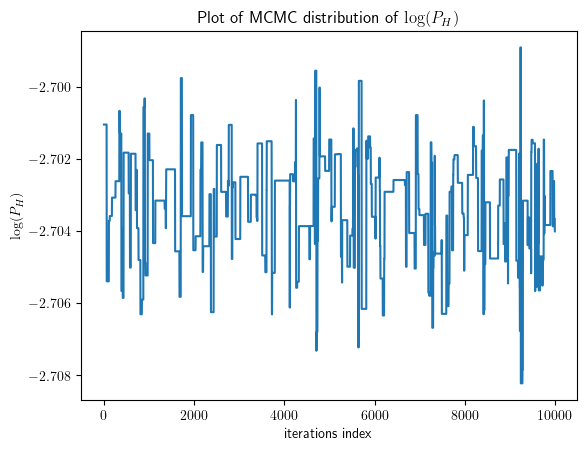 Plot of MCMC distribution of log(P_H)
log(P_H)
−2.700
−2.702
−2.704
−2.706
−2.708
0 2000 4000 6000 8000 10000
iterations index